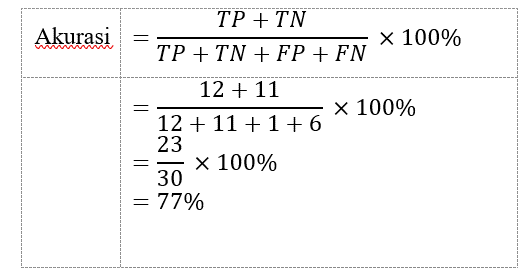 Akurasi = TP + TN / TP + TN + FP + FN × 100%
= 12 + 11 / 12 + 11 + 1 + 6 × 100%
= 23 / 30 × 100%
= 77%